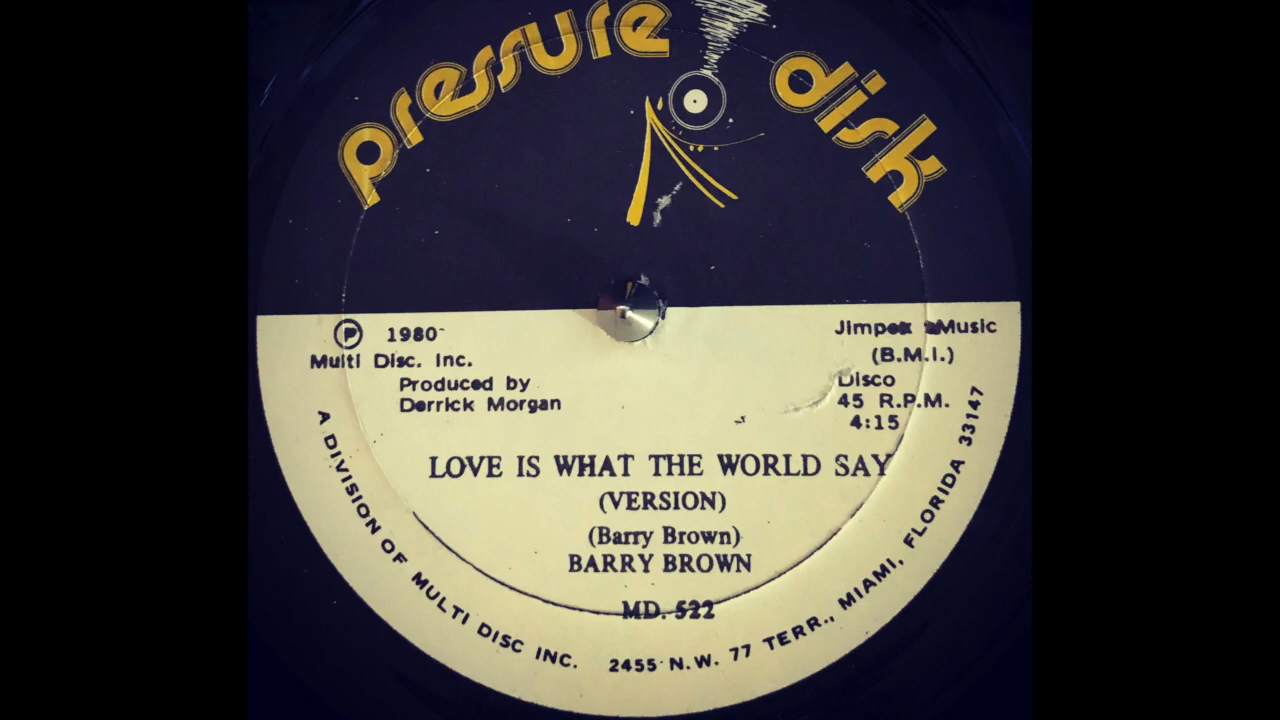 pressure disk
℗ 1980
Multi Disc. Inc.
Produced by
Derrick Morgan
Jimpek Music
(B.M.I.)
Disco
45 R.P.M.
4:15
LOVE IS WHAT THE WORLD SAY
(VERSION)
(Barry Brown)
BARRY BROWN
MD. 522
A DIVISION OF MULTI DISC INC. 2455 N.W. 77 TERR., MIAMI, FLORIDA 33147